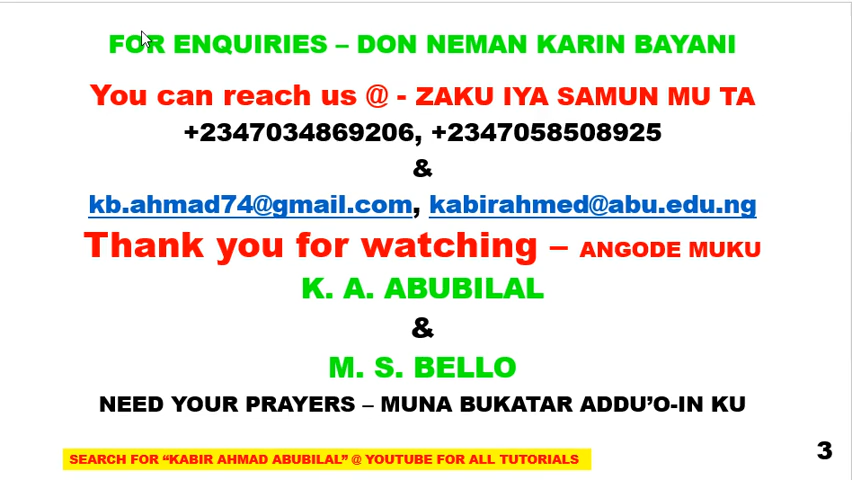 FOR ENQUIRIES – DON NEMAN KARIN BAYANI
You can reach us @ - ZAKU IYA SAMUN MU TA
+2347034869206, +2347058508925
&
kb.ahmad74@gmail.com, kabirahmed@abu.edu.ng
Thank you for watching – ANGODE MUKU
K. A. ABUBILAL
&
M. S. BELLO
NEED YOUR PRAYERS – MUNA BUKATAR ADDU’O-IN KU
3
SEARCH FOR “KABIR AHMAD ABUBILAL” @ YOUTUBE FOR ALL TUTORIALS